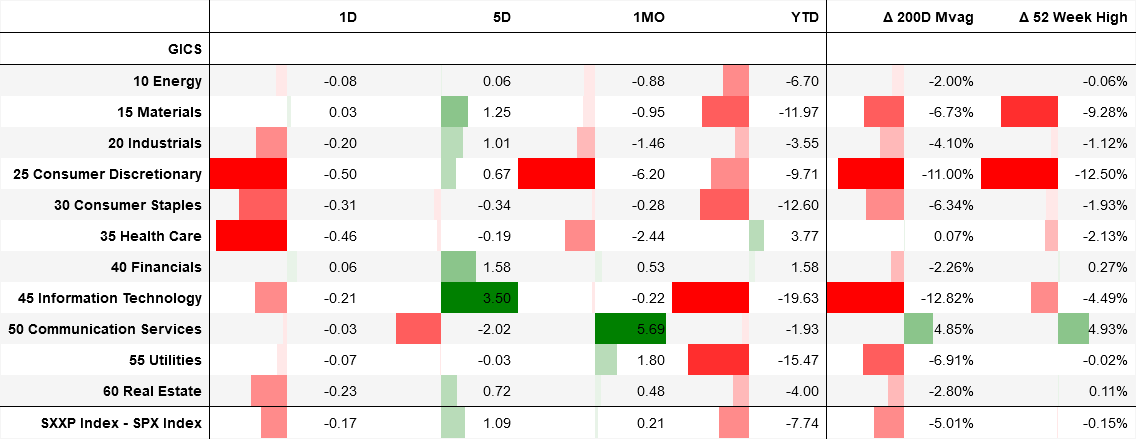 1D 5D 1MO YTD Δ 200D Mvag Δ 52 Week High
GICS
10 Energy -0.08 0.06 -0.88 -6.70 -2.00% -0.06%
15 Materials 0.03 1.25 -0.95 -11.97 -6.73% -9.28%
20 Industrials -0.20 1.01 -1.46 -3.55 -4.10% -1.12%
25 Consumer Discretionary -0.50 0.67 -6.20 -9.71 -11.00% -12.50%
30 Consumer Staples -0.31 -0.34 -0.28 -12.60 -6.34% -1.93%
35 Health Care -0.46 -0.19 -2.44 3.77 0.07% -2.13%
40 Financials 0.06 1.58 0.53 1.58 -2.26% 0.27%
45 Information Technology -0.21 3.50 -0.22 -19.63 -12.82% -4.49%
50 Communication Services -0.03 -2.02 5.69 -1.93 4.85% 4.93%
55 Utilities -0.07 -0.03 1.80 -15.47 -6.91% -0.02%
60 Real Estate -0.23 0.72 0.48 -4.00 -2.80% 0.11%
SXXP Index - SPX Index -0.17 1.09 0.21 -7.74 -5.01% -0.15%